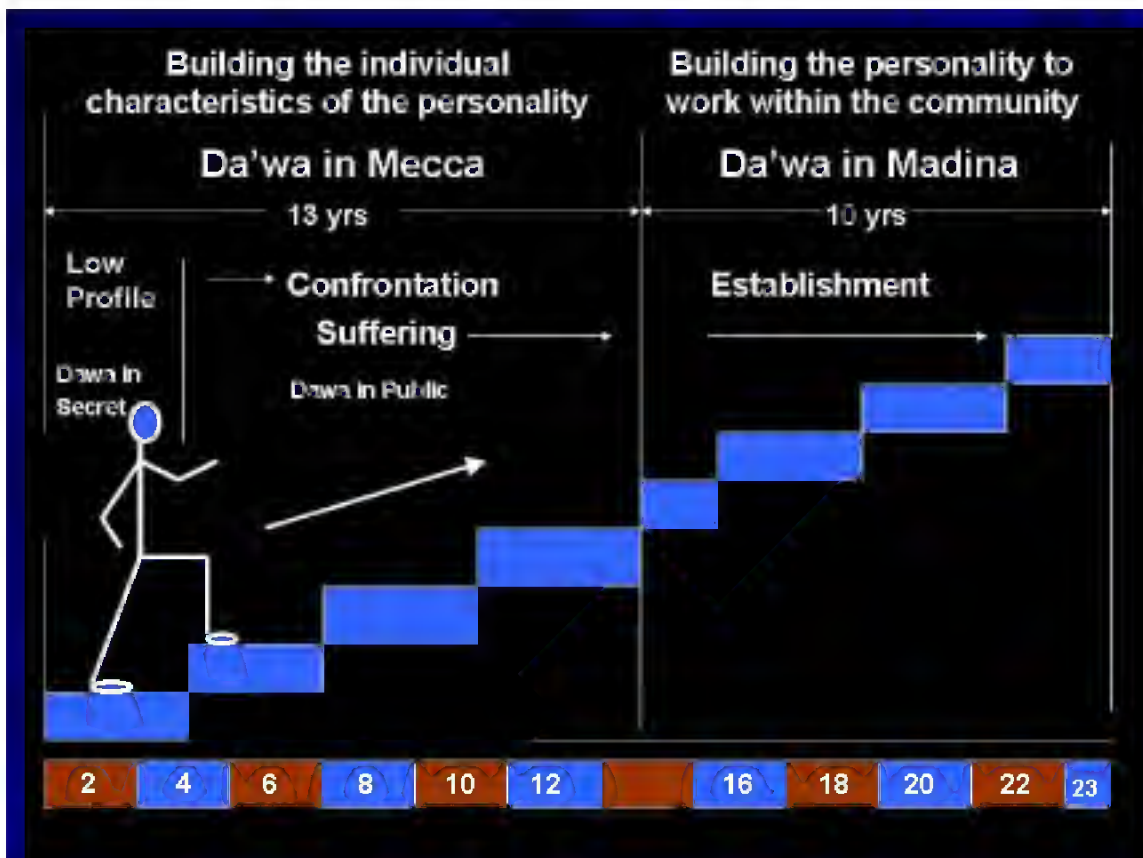 Building the individual
characteristics of the personality
Building the personality to
work within the community
Da'wa in Mecca
Da'wa in Madina
13 yrs
10 yrs
Low
Profile
Confrontation
Suffering
Establishment
Dawa in
Secret
Dawa in Public
2 4 6 8 10 12 16 18 20 22 23